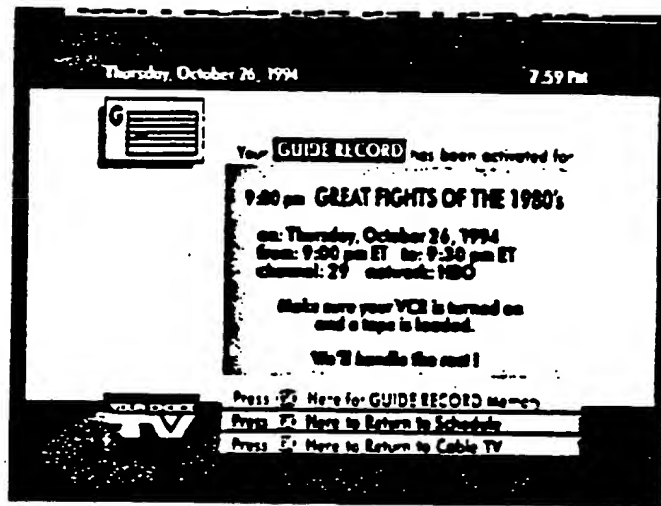 Thursday, October 26, 1994 7:59 PM
G
Your GUIDE RECORD has been activated for
9:00 pm GREAT FIGHTS OF THE 1980's
on: Thursday, October 26, 1994
from: 9:00 pm ET to: 9:30 pm ET
channel: 29 network: HBO
Make sure your VCR is turned on
and a tape is loaded.
We'll handle the rest !
Press Here for GUIDE RECORD Memory
TV
Press Here to Return to Schedule
Press Here to Return to Cable TV